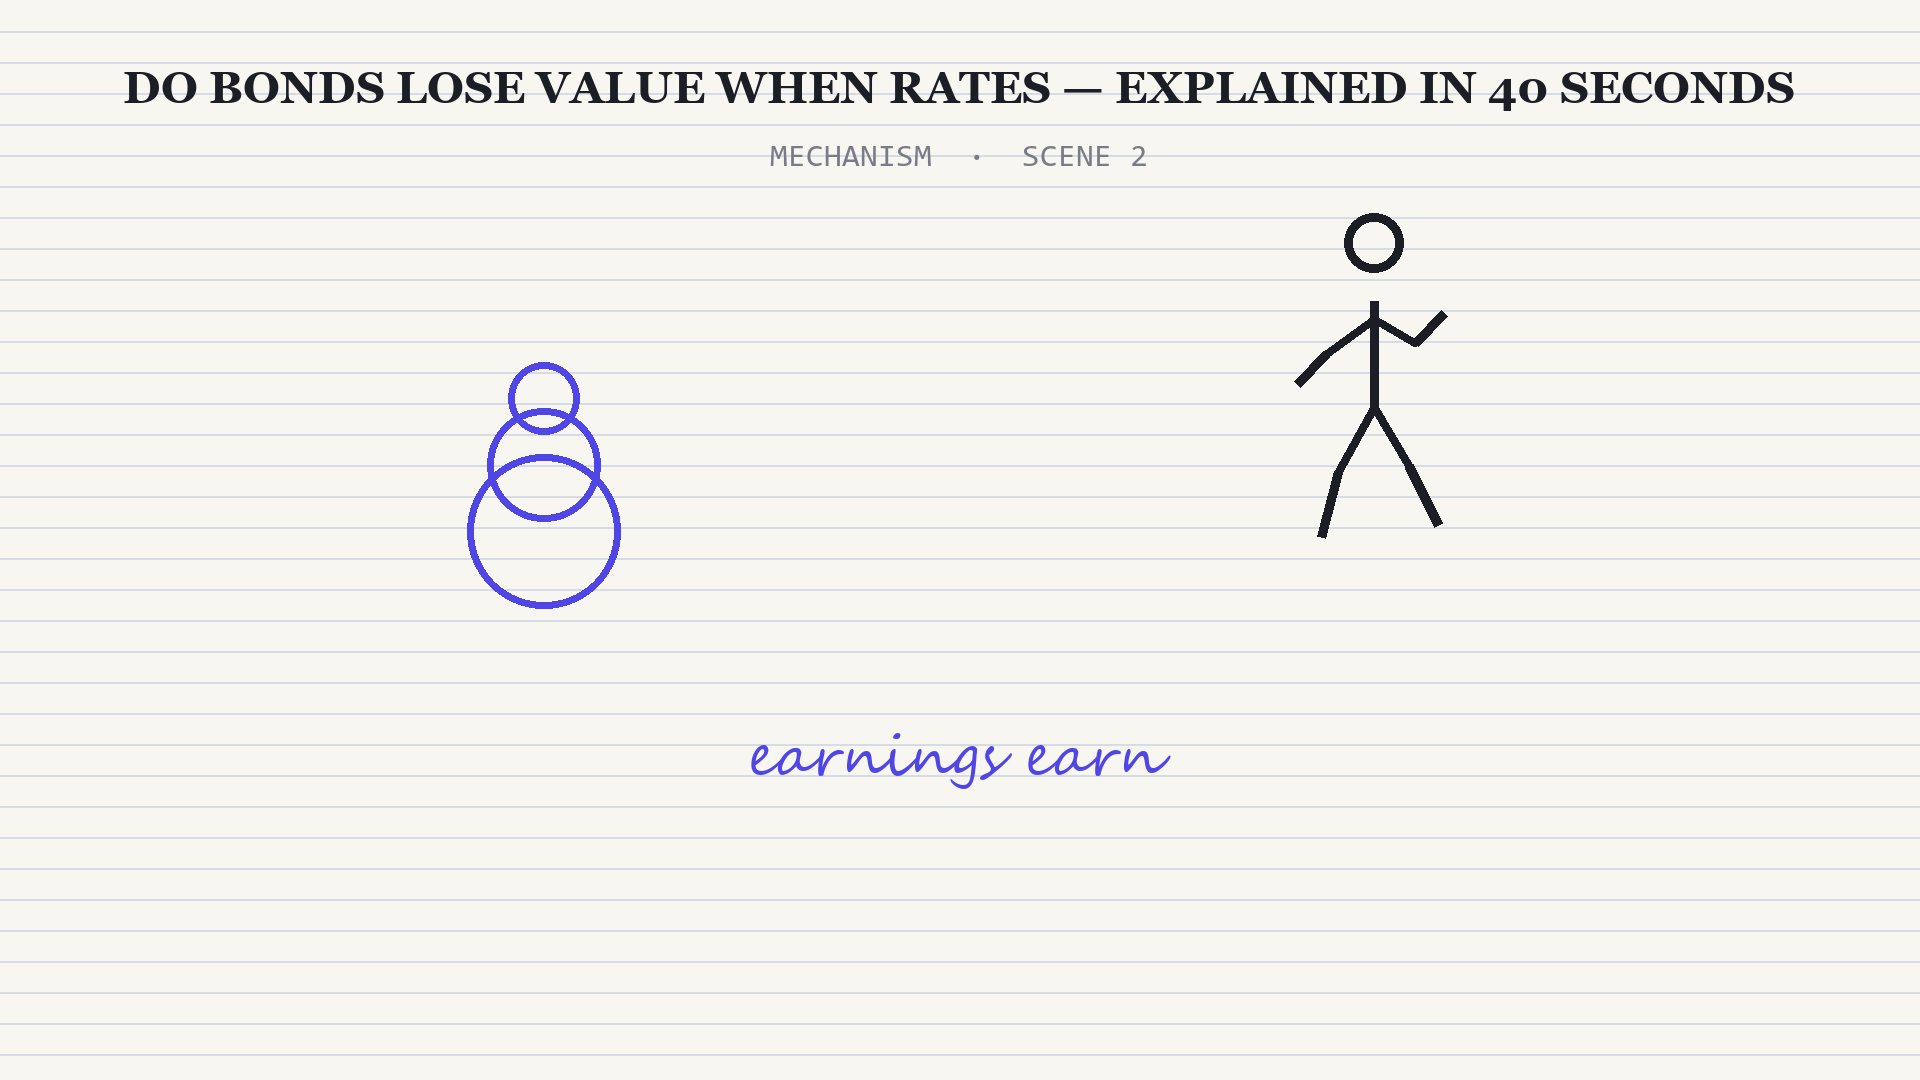 DO BONDS LOSE VALUE WHEN RATES — EXPLAINED IN 40 SECONDS
MECHANISM · SCENE 2
earnings earn